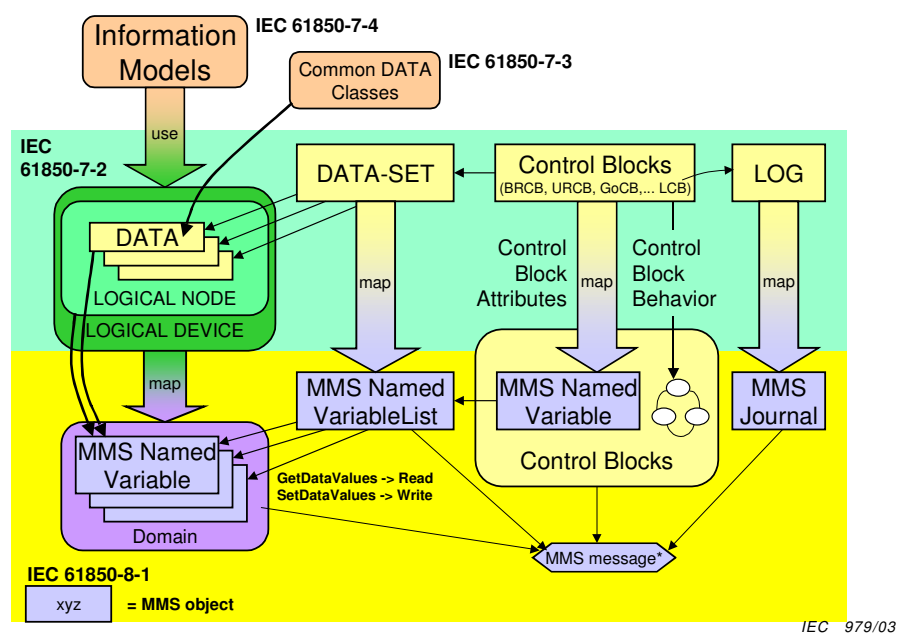 Information
Models
IEC 61850-7-4
Common DATA
Classes
IEC 61850-7-3
use
IEC
61850-7-2
DATA-SET
Control Blocks
(BRCB, URCB, GoCB,... LCB)
LOG
DATA
LOGICAL NODE
LOGICAL DEVICE
map
Control
Block
Attributes
map
Control
Block
Behavior
map
map
MMS Named
VariableList
MMS Named
Variable
MMS
Journal
Control Blocks
MMS Named
Variable
Domain
GetDataValues -> Read
SetDataValues -> Write
MMS message*
IEC 61850-8-1
xyz
= MMS object
IEC 979/03